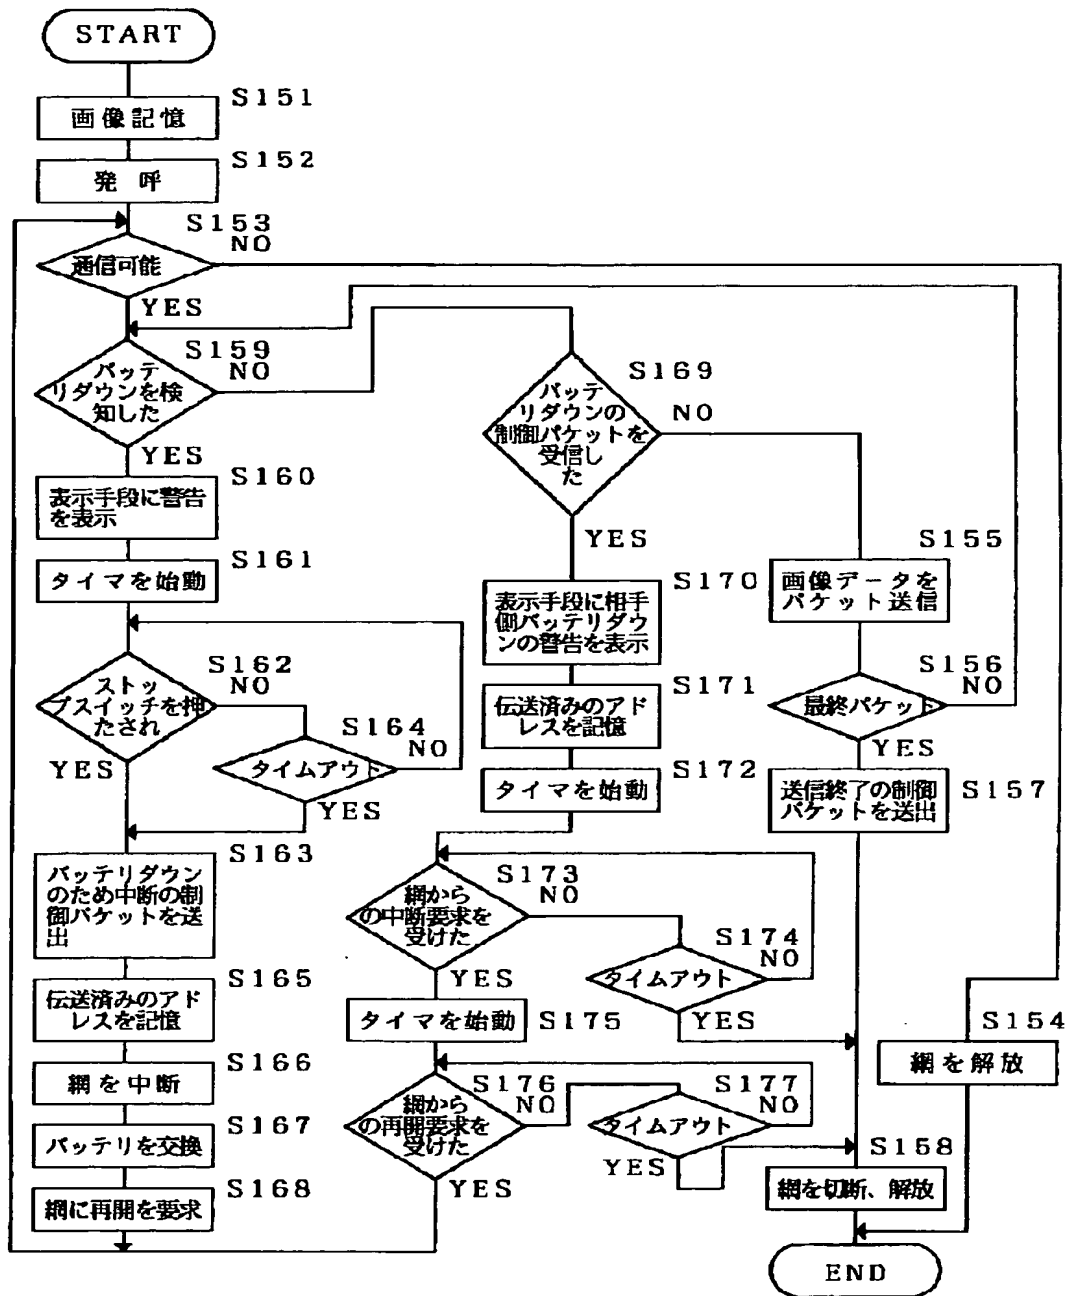 START
S151
画像記憶
S152
発 呼
S153
NO
通信可能
YES
S159
NO
バッテ
リダウンを検
知した
YES
S160
表示手段に警告
を表示
S161
タイマを始動
S162
NO
ストッ
プスイッチを押
たされ
YES
S164
NO
タイムアウト
YES
S163
バッテリダウン
のため中断の制
御パケットを送
出
S165
伝送済みのアド
レスを記憶
S166
網を中断
S167
バッテリを交換
S168
網に再開を要求
S169
NO
バッテ
リダウンの
制御パケットを
受信し
た
YES
S170
表示手段に相手
側バッテリダウ
ンの警告を表示
S171
伝送済みのアド
レスを記憶
S172
タイマを始動
S173
NO
網から
の中断要求を
受けた
YES
S174
NO
タイムアウト
YES
タイマを始動
S175
S176
NO
網から
の再開要求を
受けた
YES
S177
NO
タイムアウト
YES
S155
画像データを
パケット送信
S156
NO
最終パケット
YES
S157
送信終了の制御
パケットを送出
S154
網を解放
S158
網を切断、解放
END